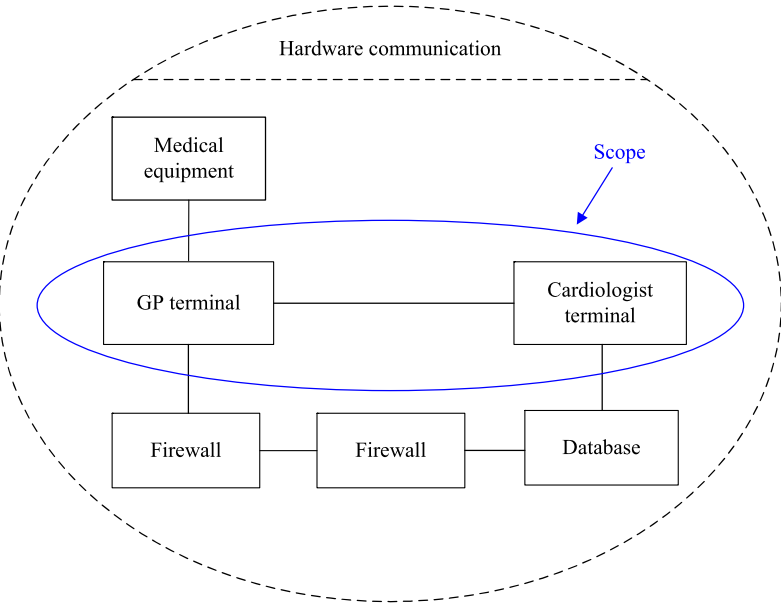 Hardware communication
Medical
equipment
Scope
GP terminal
Cardiologist
terminal
Firewall
Firewall
Database